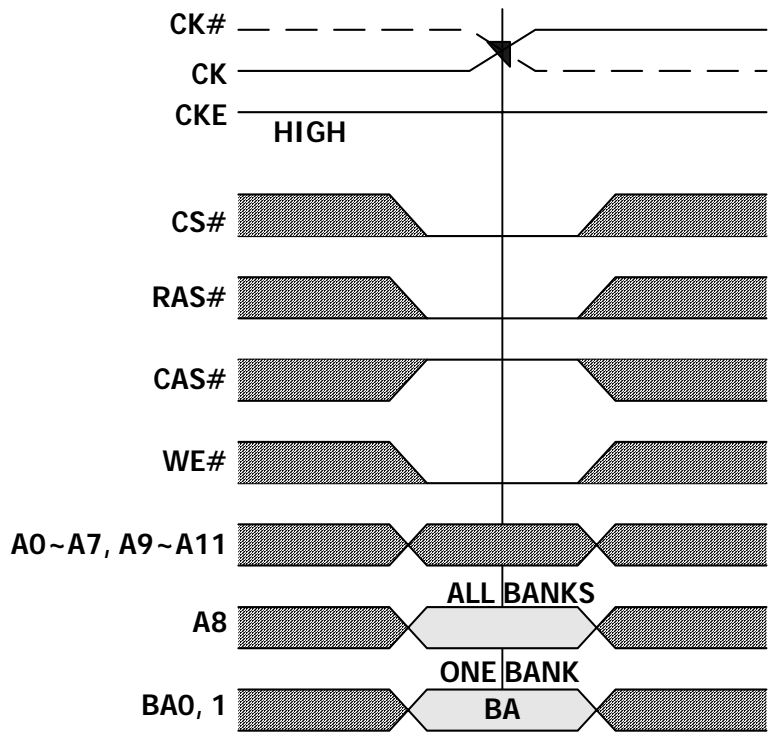 CK#
CK
CKE
HIGH
CS#
RAS#
CAS#
WE#
A0~A7, A9~A11
ALL BANKS
A8
ONE BANK
BA0, 1
BA